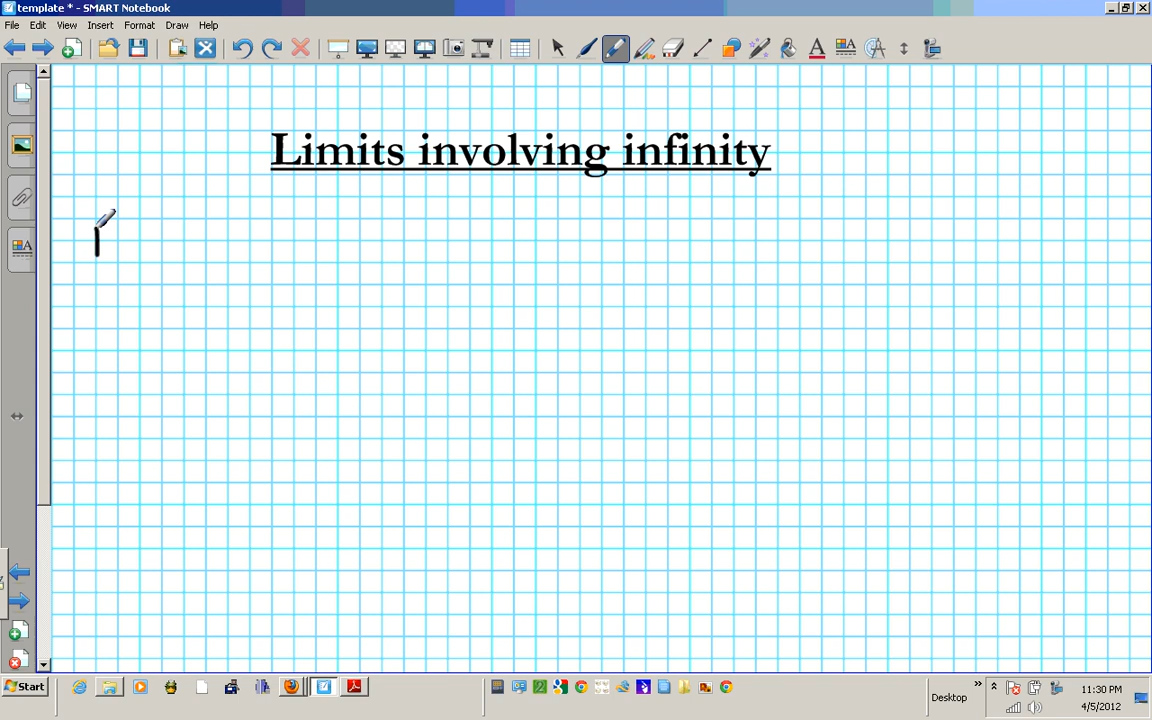 template * - SMART Notebook
File Edit View Insert Format Draw Help
Limits involving infinity
Start
Desktop
11:30 PM
4/5/2012